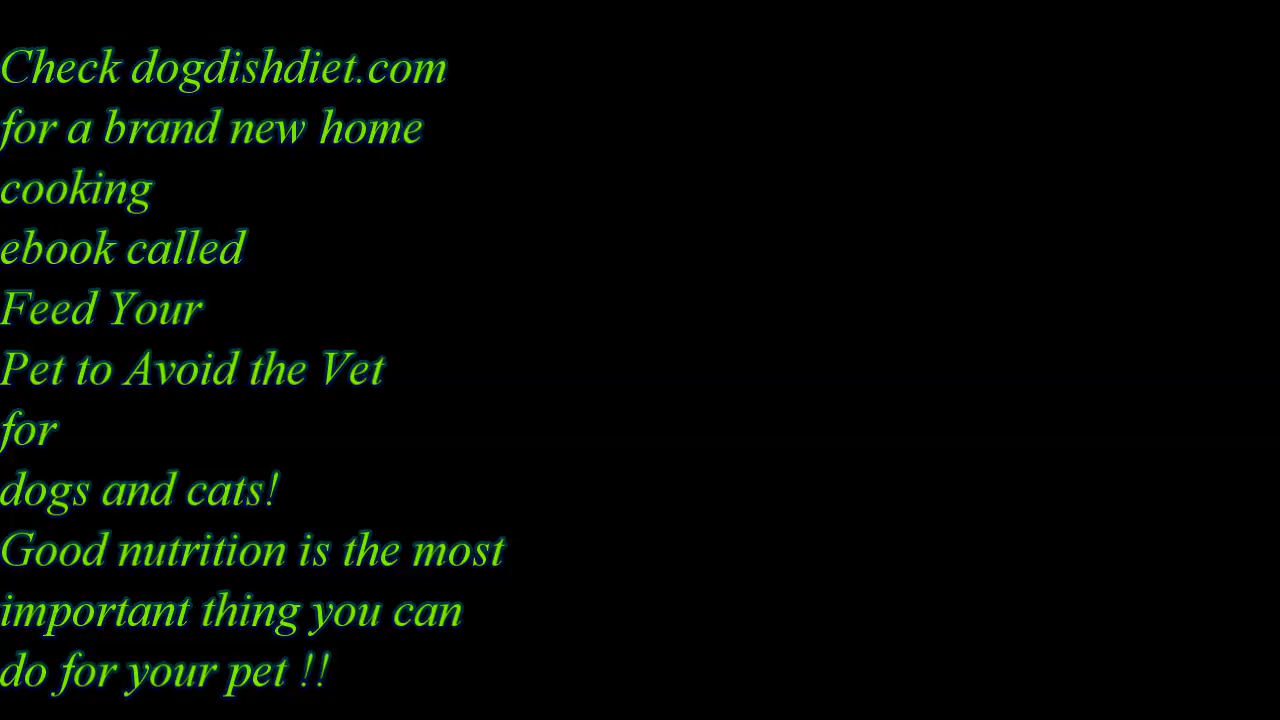 Check dogdishdiet.com
for a brand new home
cooking
ebook called
Feed Your
Pet to Avoid the Vet
for
dogs and cats!
Good nutrition is the most
important thing you can
do for your pet !!